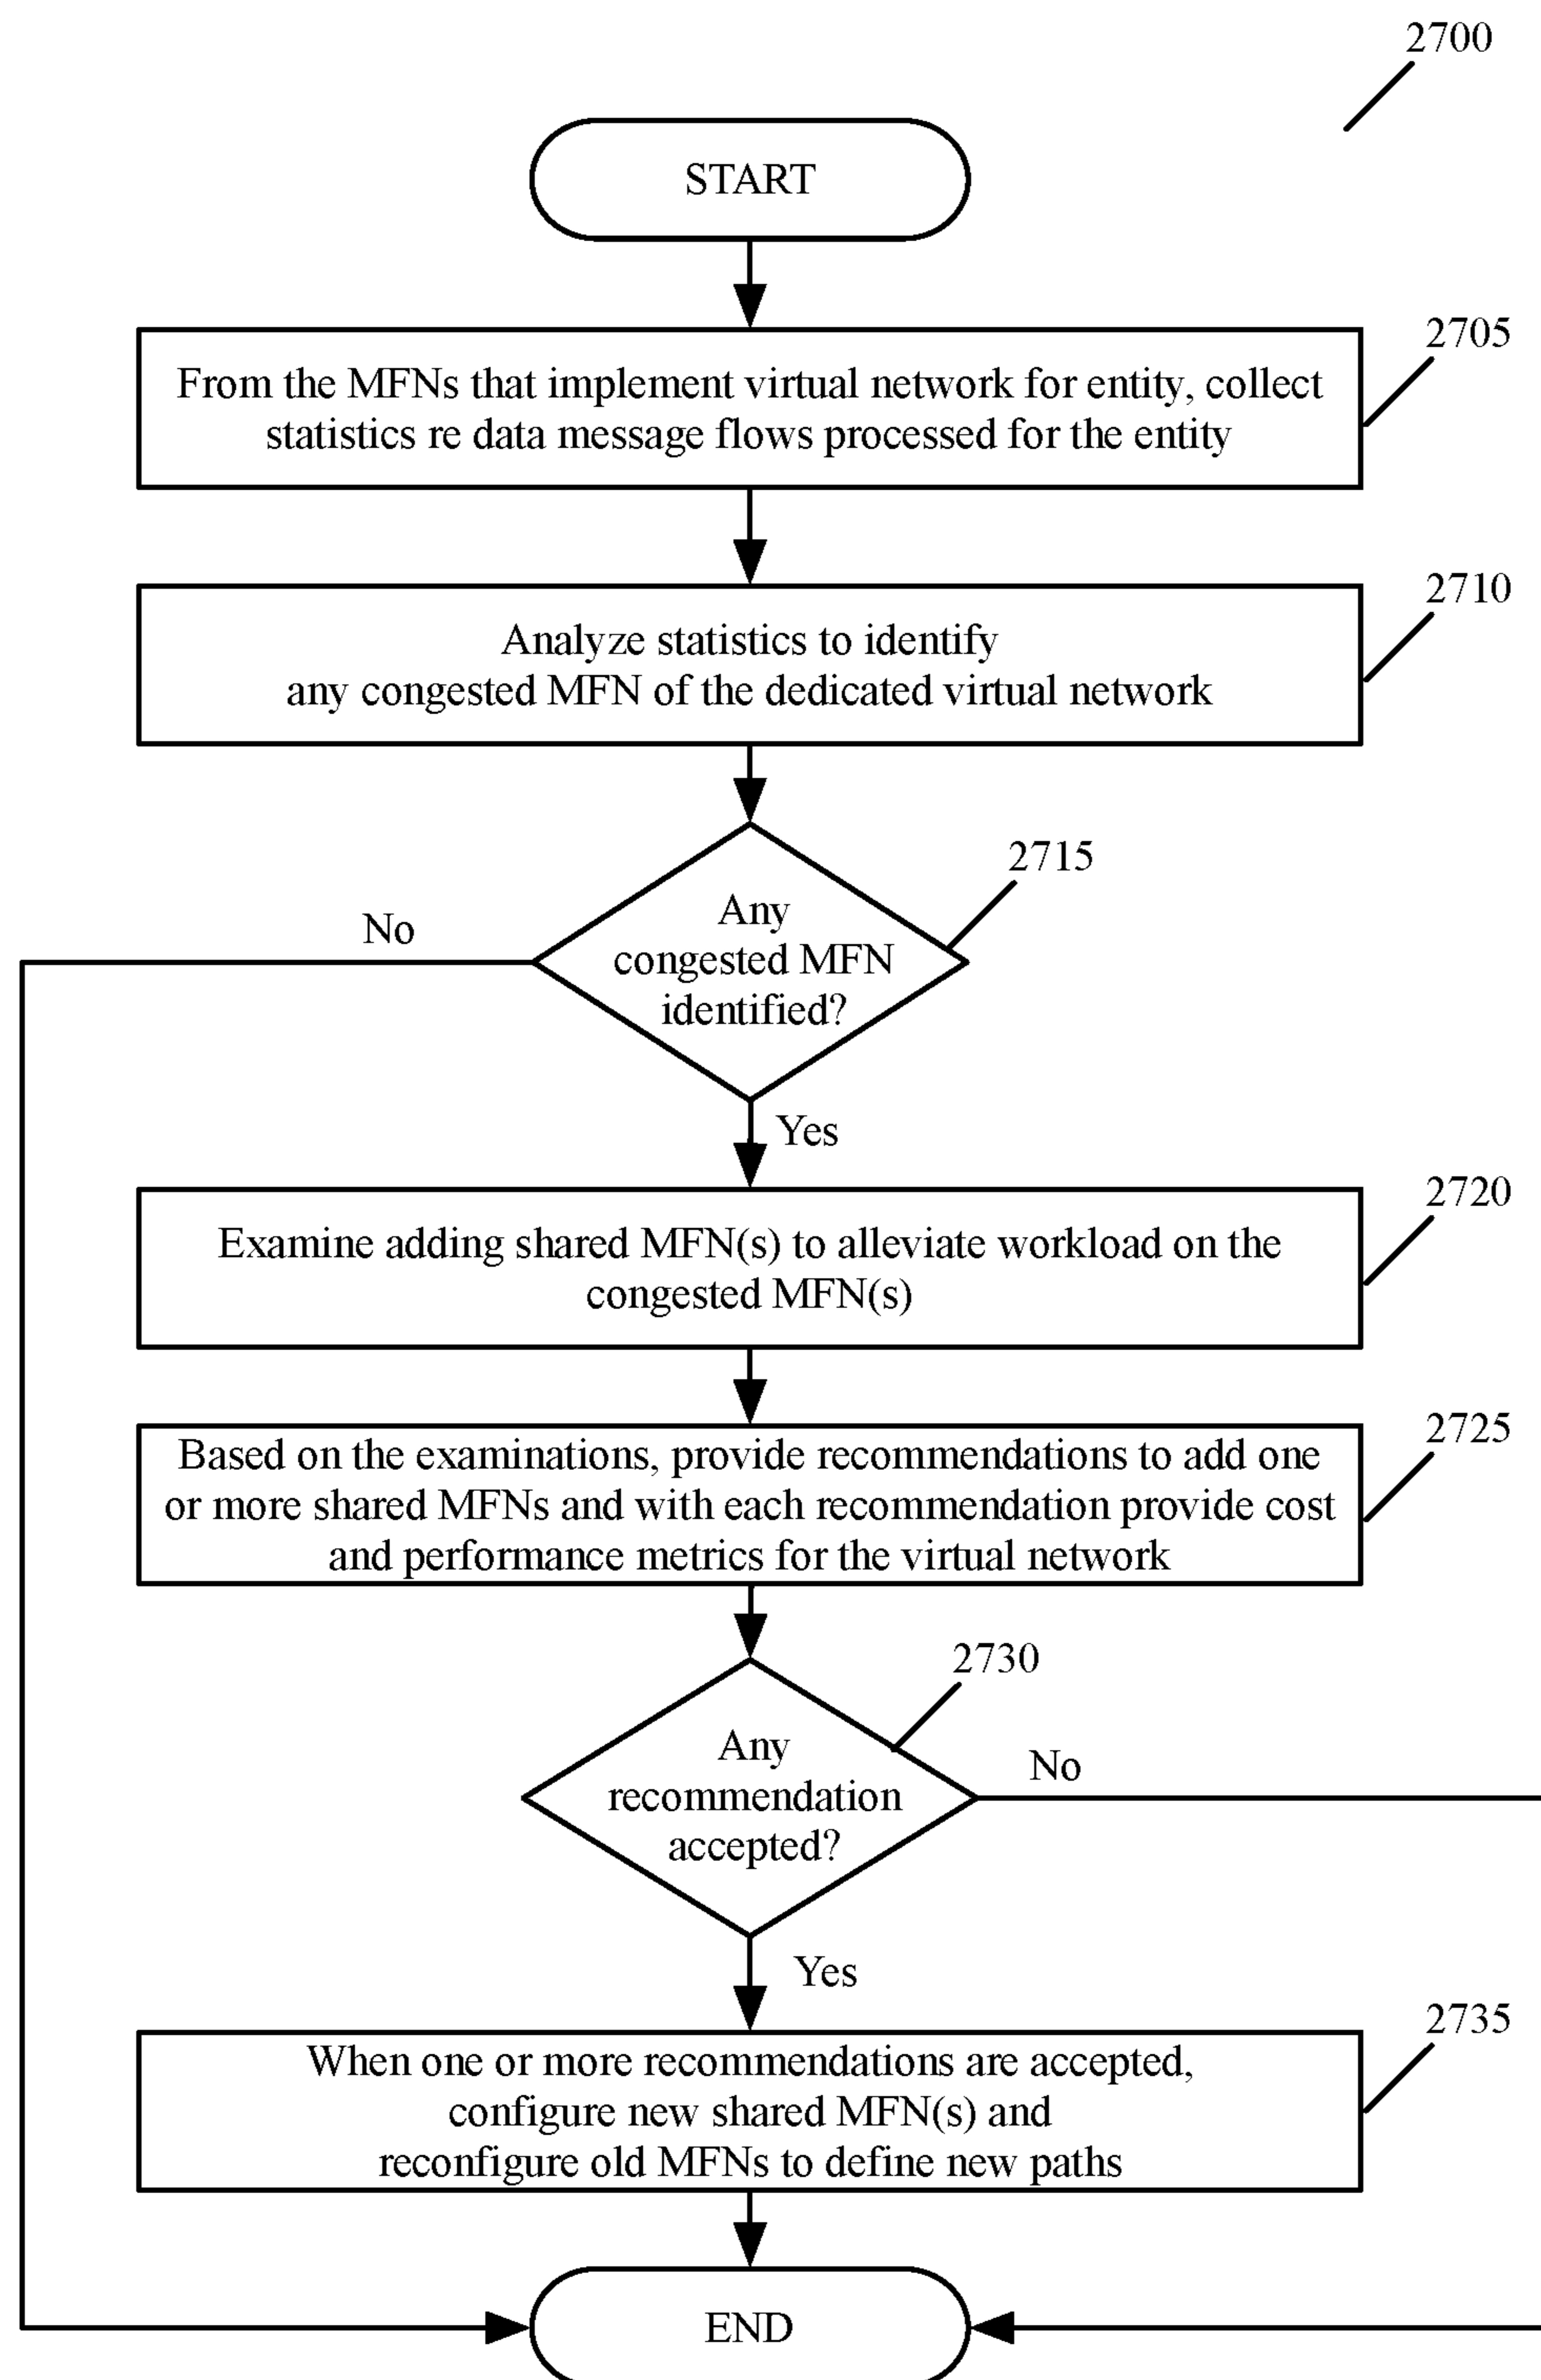 2700
START
2705
From the MFNs that implement virtual network for entity, collect
statistics re data message flows processed for the entity
2710
Analyze statistics to identify
any congested MFN of the dedicated virtual network
2715
Any
congested MFN
identified?
No
Yes
2720
Examine adding shared MFN(s) to alleviate workload on the
congested MFN(s)
2725
Based on the examinations, provide recommendations to add one
or more shared MFNs and with each recommendation provide cost
and performance metrics for the virtual network
2730
Any
recommendation
accepted?
No
Yes
2735
When one or more recommendations are accepted,
configure new shared MFN(s) and
reconfigure old MFNs to define new paths
END